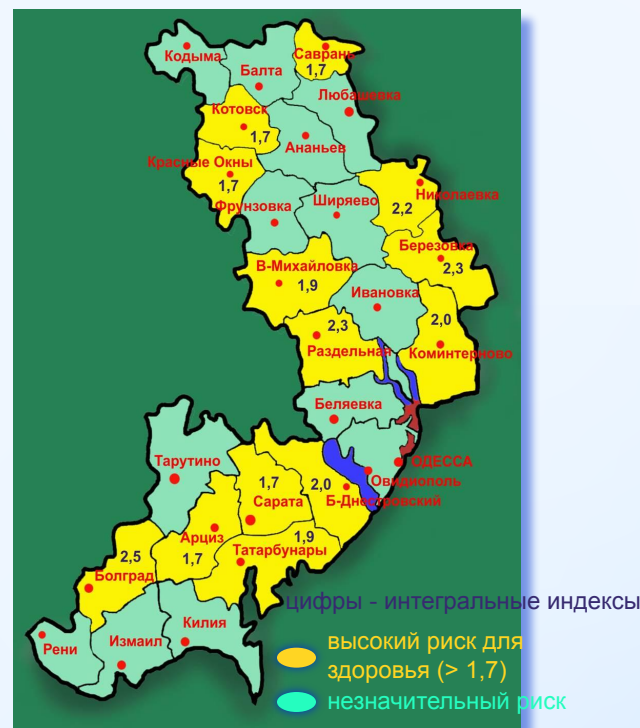 Кодыма
Саврань
1,7
Балта
Любашевка
Котовск
1,7
Ананьев
Красные Окны
1,7
Николаевка
2,2
Фрунзовка
Ширяево
Березовка
2,3
В-Михайловка
1,9
Ивановка
2,3
Раздельная
2,0
Коминтерново
Беляевка
ОДЕССА
Овидиополь
Тарутино
1,7
Сарата
2,0
Б-Днестровский
Арциз
1,7
1,9
Татарбунары
2,5
Болград
Рени
Измаил
Килия
цифры - интегральные индексы
высокий риск для
здоровья (> 1,7)
незначительный риск